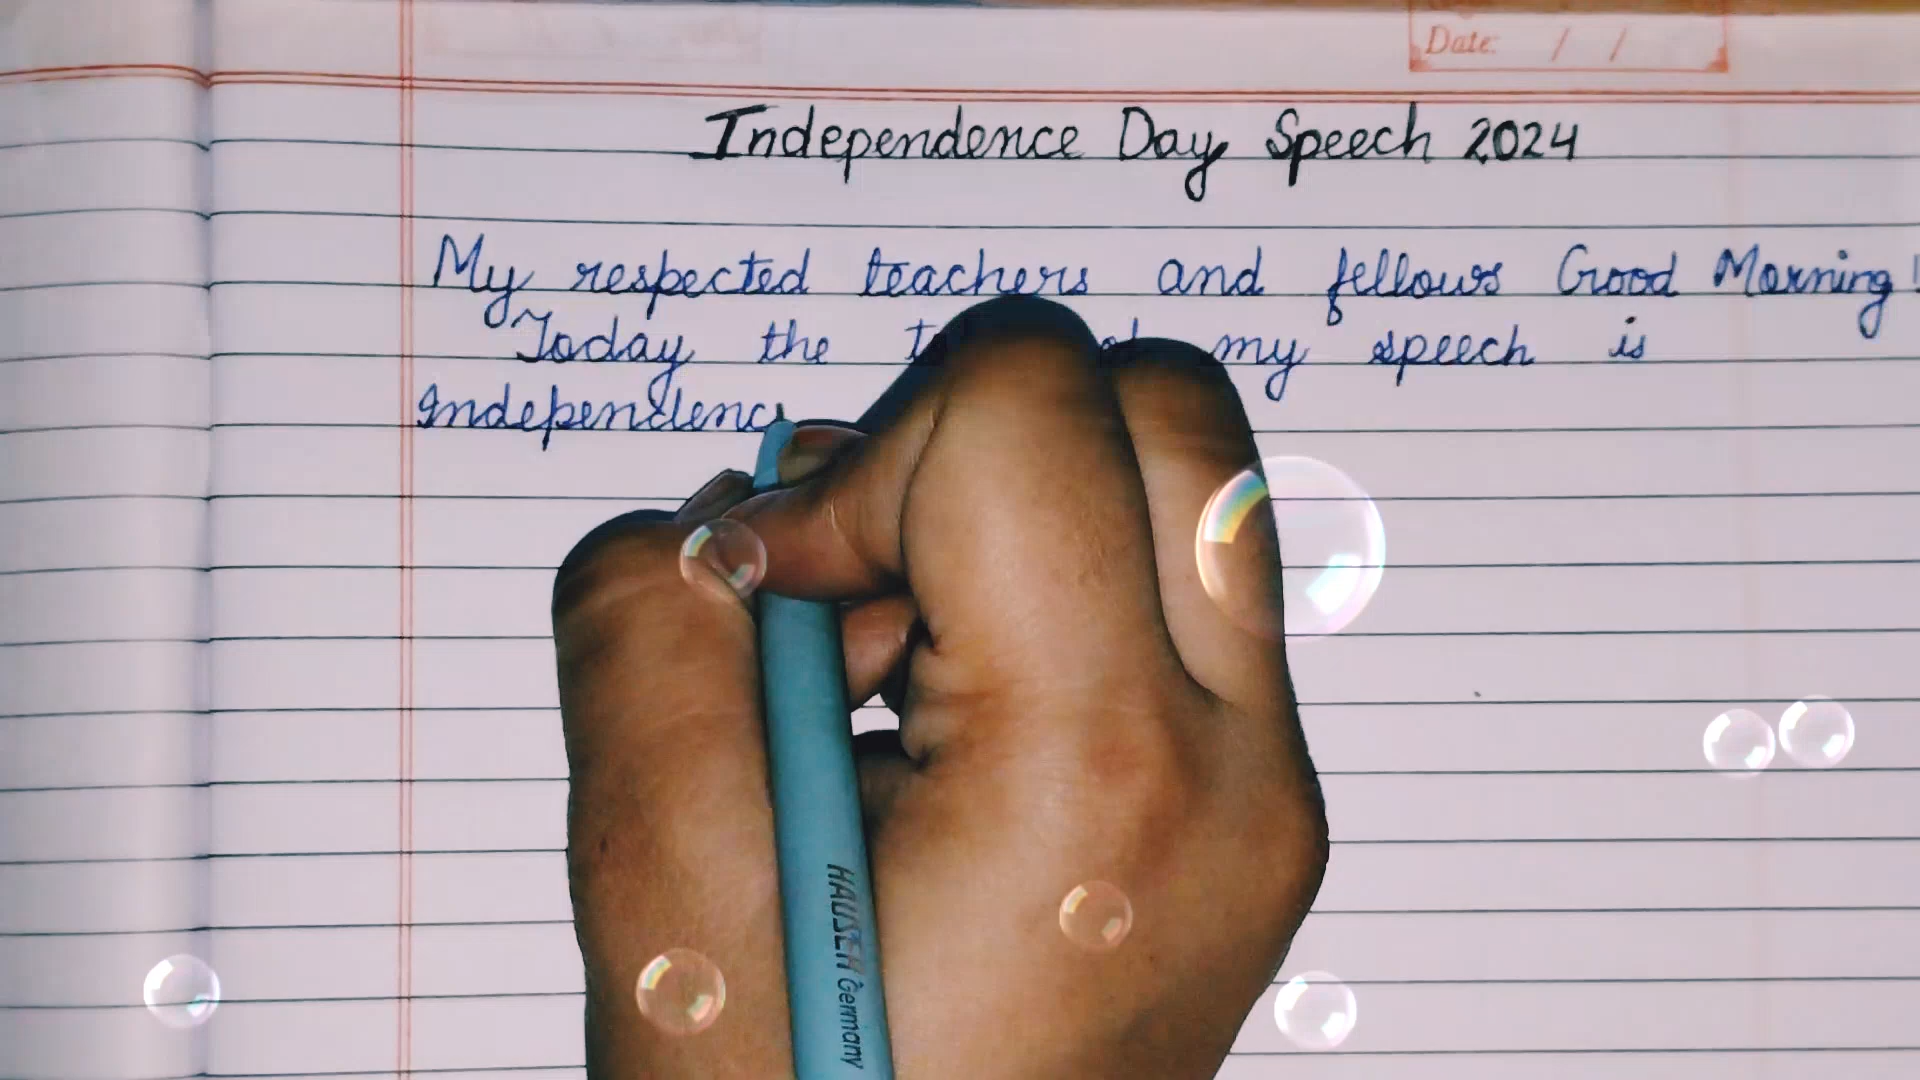 Date: / /
Independence Day Speech 2024
My respected teachers and fellows Good Morning!
Today the my speech is
Independenc
HAUSER Germany